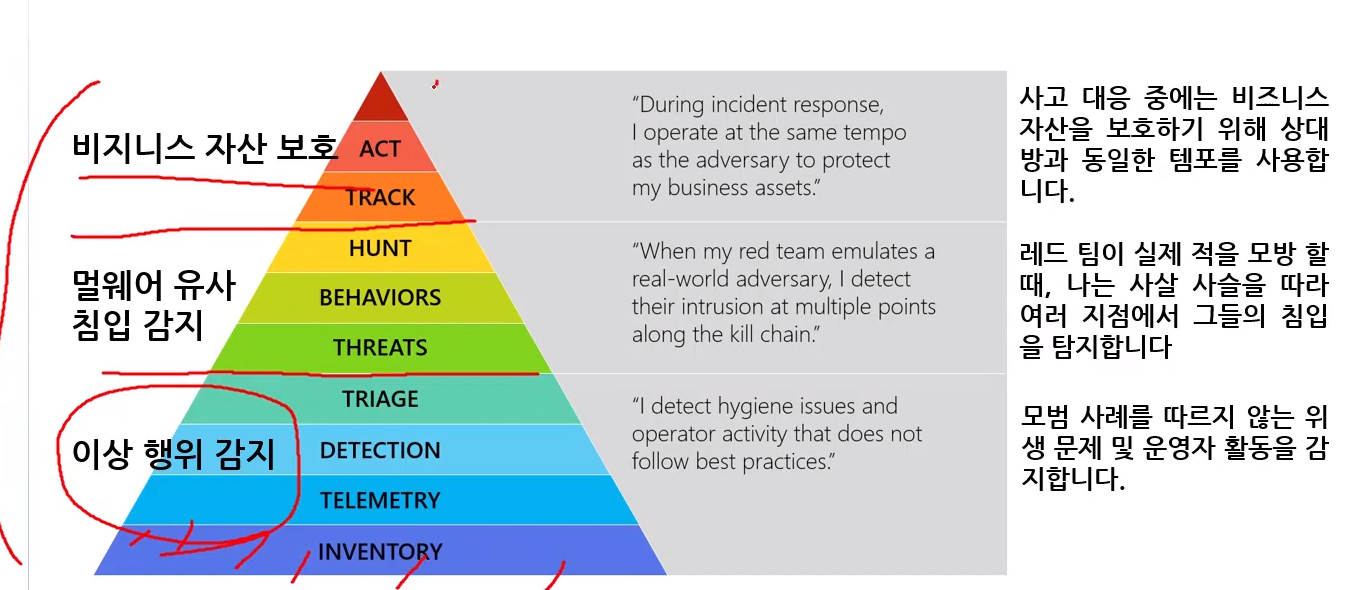 비지니스 자산 보호
멀웨어 유사
침입 감지
이상 행위 감지
ACT
TRACK
HUNT
BEHAVIORS
THREATS
TRIAGE
DETECTION
TELEMETRY
INVENTORY
“During incident response,
I operate at the same tempo
as the adversary to protect
my business assets.”
“When my red team emulates a
real-world adversary, I detect
their intrusion at multiple points
along the kill chain.”
“I detect hygiene issues and
operator activity that does not
follow best practices.”
사고 대응 중에는 비즈니스
자산을 보호하기 위해 상대
방과 동일한 템포를 사용합
니다.
레드 팀이 실제 적을 모방 할
때, 나는 사살 사슬을 따라
여러 지점에서 그들의 침입
을 탐지합니다
모범 사례를 따르지 않는 위
생 문제 및 운영자 활동을 감
지합니다.